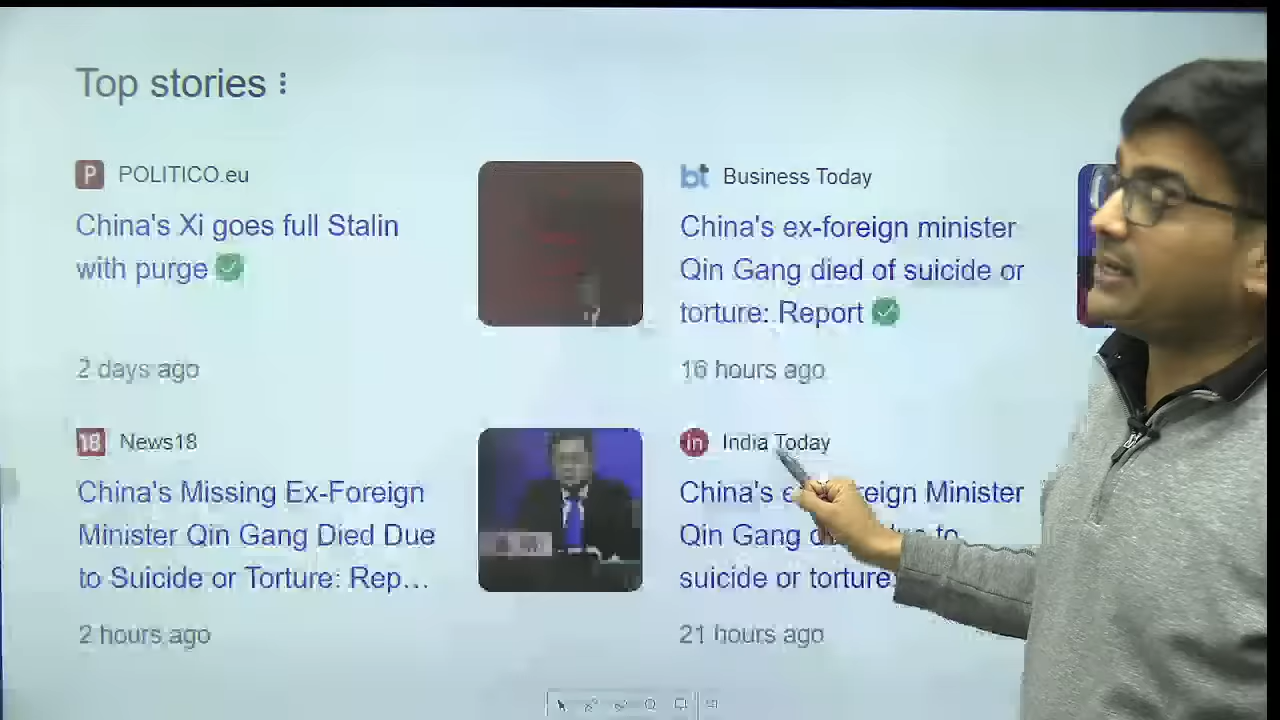 Top stories
P POLITICO.eu
China's Xi goes full Stalin
with purge
2 days ago
bt Business Today
China's ex-foreign minister
Qin Gang died of suicide or
torture: Report
16 hours ago
18 News18
China's Missing Ex-Foreign
Minister Qin Gang Died Due
to Suicide or Torture: Rep...
2 hours ago
in India Today
China's Minister
Qin Gang to
suicide or torture
21 hours ago